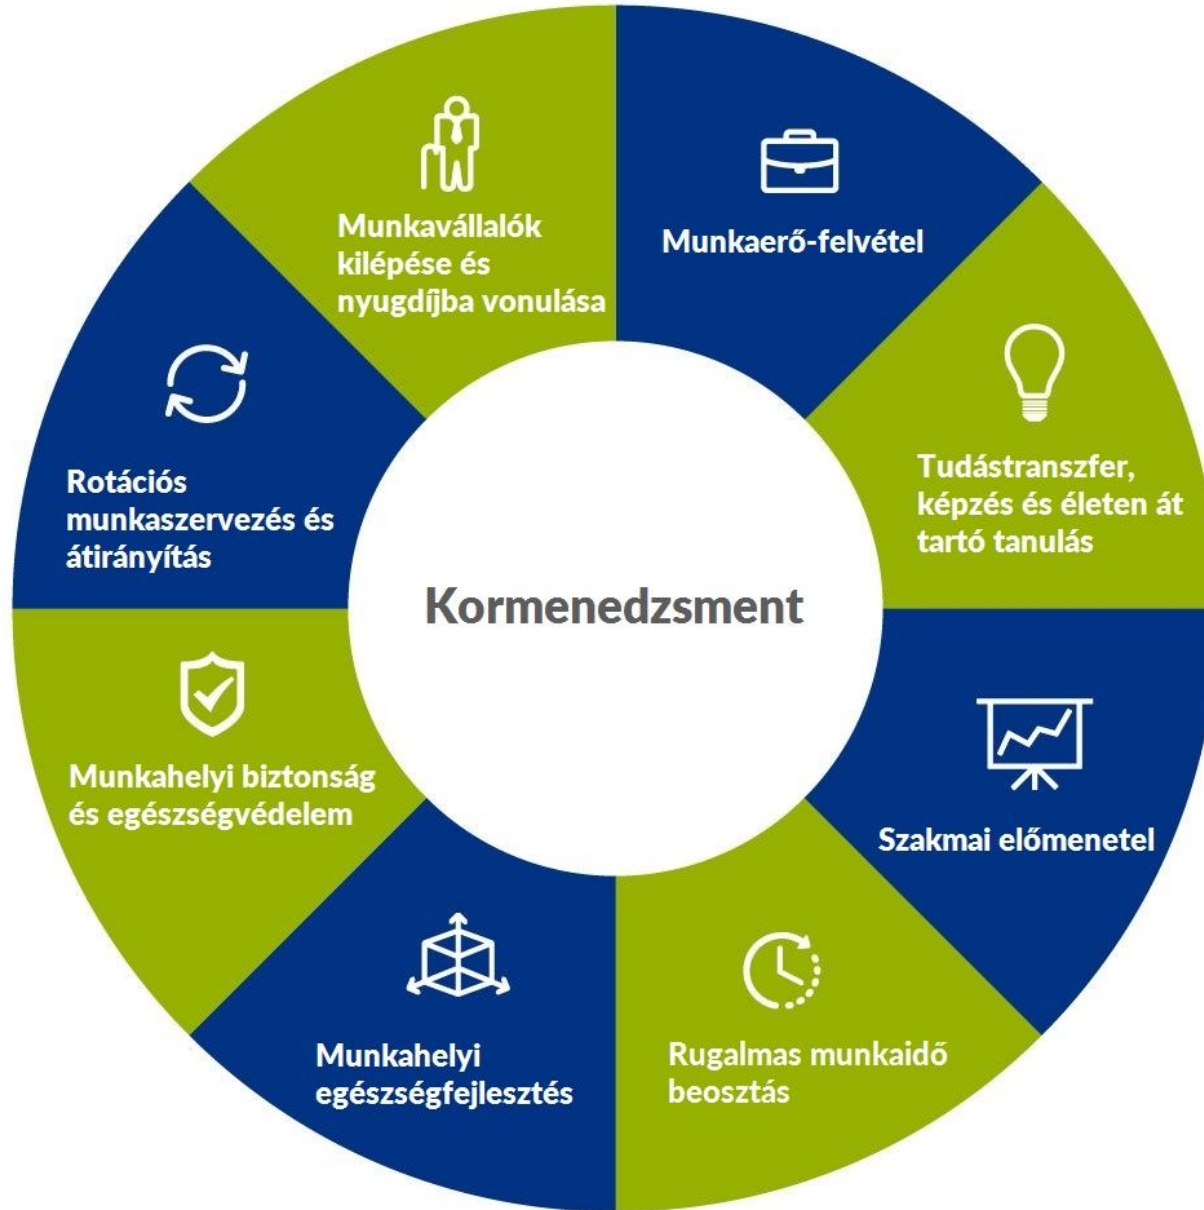 Munkavállalók
kilépése és
nyugdíjba vonulása
Munkaerő-felvétel
Tudástranszfer,
képzés és életen át
tartó tanulás
Szakmai előmenetel
Rugalmas munkaidő
beosztás
Munkahelyi
egészségfejlesztés
Munkahelyi biztonság
és egészségvédelem
Rotációs
munkaszervezés és
átirányítás
Kormenedzsment